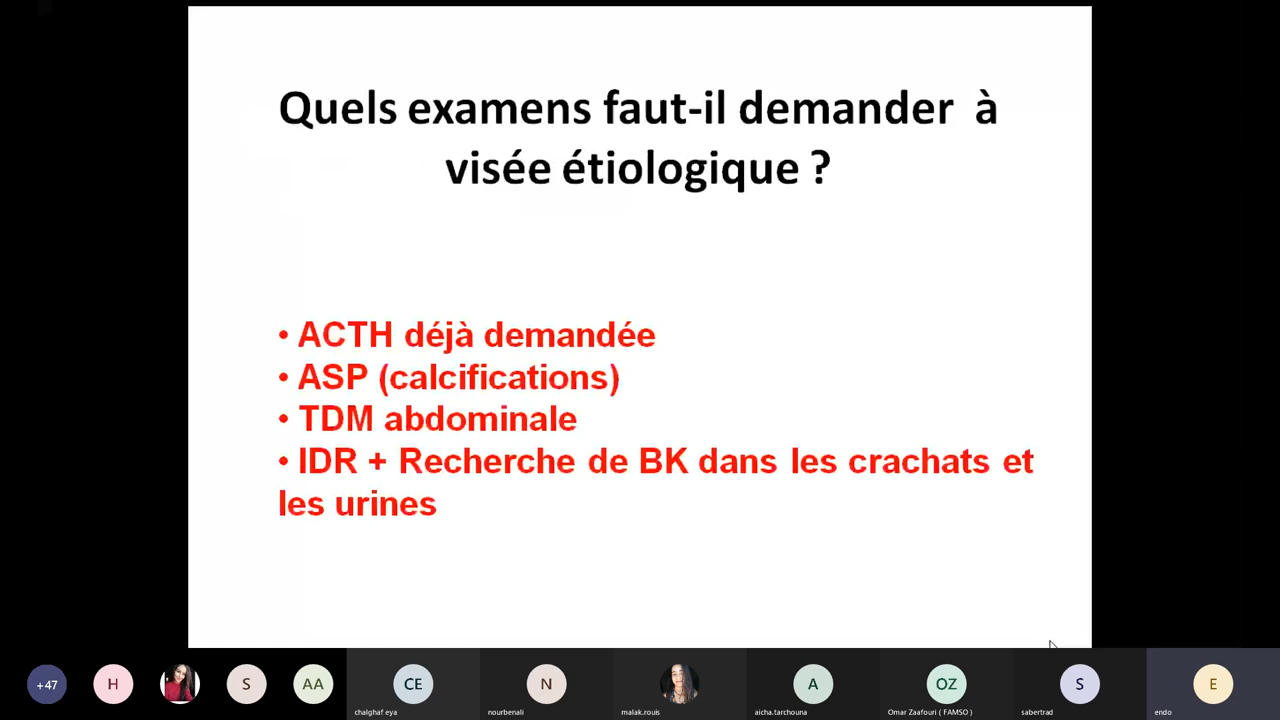 Quels examens faut-il demander à
visée étiologique ?
• ACTH déjà demandée
• ASP (calcifications)
• TDM abdominale
• IDR + Recherche de BK dans les crachats et
les urines
+47
H
S
AA
CE
N
A
OZ
S
E
chalghaf eya
nourbenali
malak.rouis
aicha.tarchouna
Omar Zaafouri ( FAMSO )
sabertrad
endo